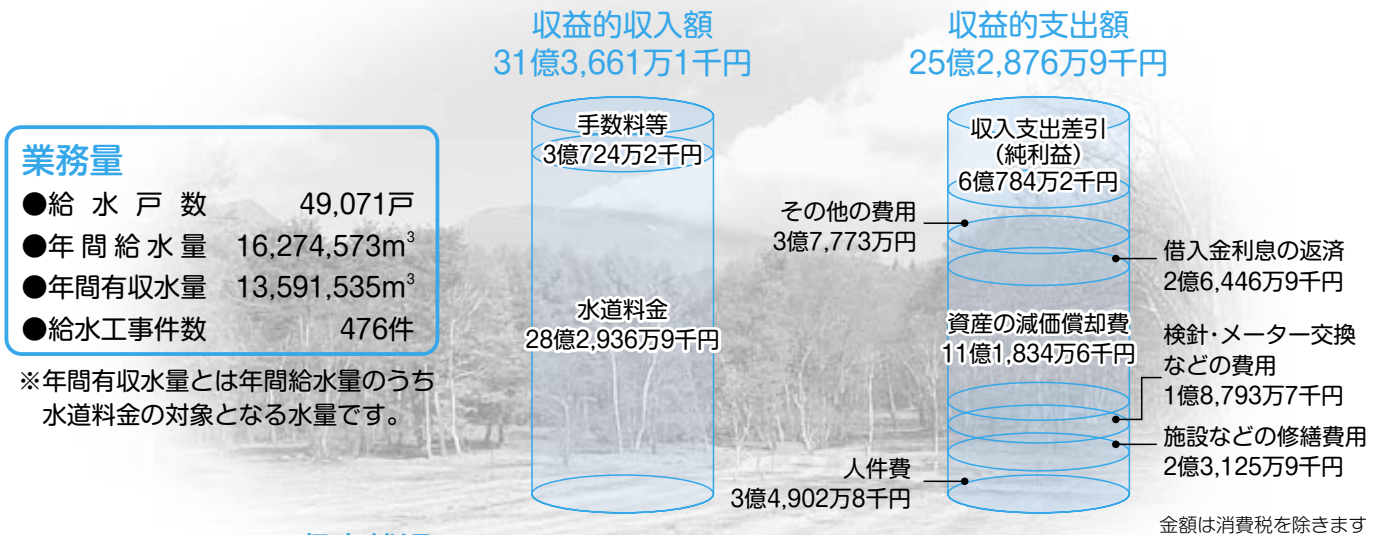 収益的収入額
31億3,661万1千円
収益的支出額
25億2,876万9千円
業務量
●給水戸数 49,071戸
●年間給水量 16,274,573m³
●年間有収水量 13,591,535m³
●給水工事件数 476件
※年間有収水量とは年間給水量のうち
水道料金の対象となる水量です。
手数料等
3億724万2千円
水道料金
28億2,936万9千円
収入支出差引
(純利益)
6億784万2千円
その他の費用
3億7,773万円
借入金利息の返済
2億6,446万9千円
資産の減価償却費
11億1,834万6千円
検針・メーター交換
などの費用
1億8,793万7千円
施設などの修繕費用
2億3,125万9千円
人件費
3億4,902万8千円
金額は消費税を除きます